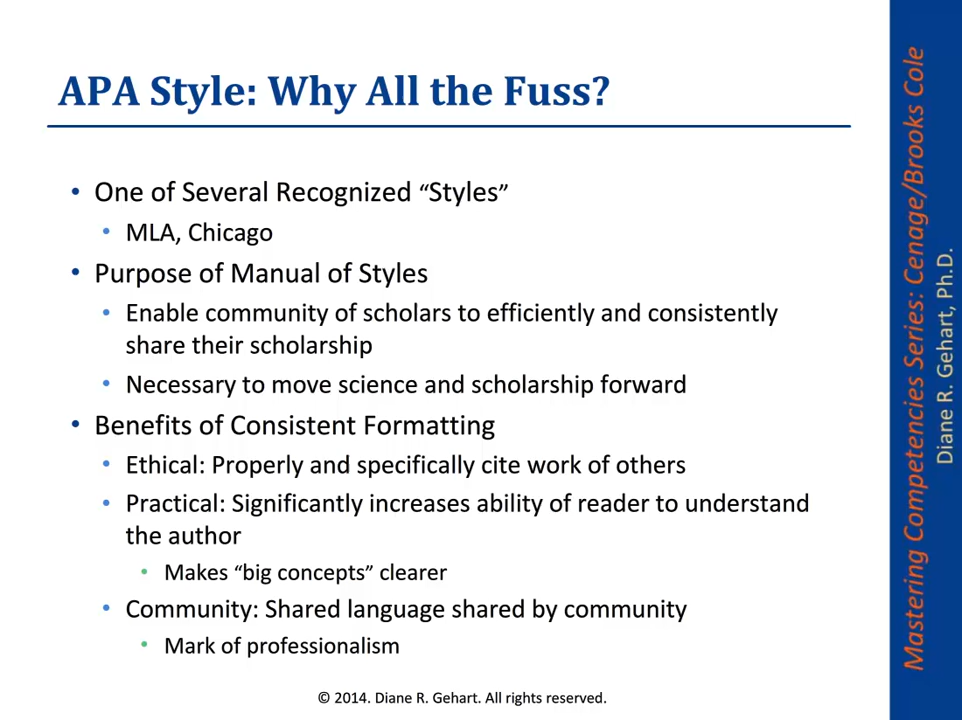 APA Style: Why All the Fuss?
• One of Several Recognized “Styles”
• MLA, Chicago
• Purpose of Manual of Styles
• Enable community of scholars to efficiently and consistently
share their scholarship
• Necessary to move science and scholarship forward
• Benefits of Consistent Formatting
• Ethical: Properly and specifically cite work of others
• Practical: Significantly increases ability of reader to understand
the author
• Makes “big concepts” clearer
• Community: Shared language shared by community
• Mark of professionalism
© 2014. Diane R. Gehart. All rights reserved.
Mastering Competencies Series: Cenage/Brooks Cole
Diane R. Gehart, Ph.D.